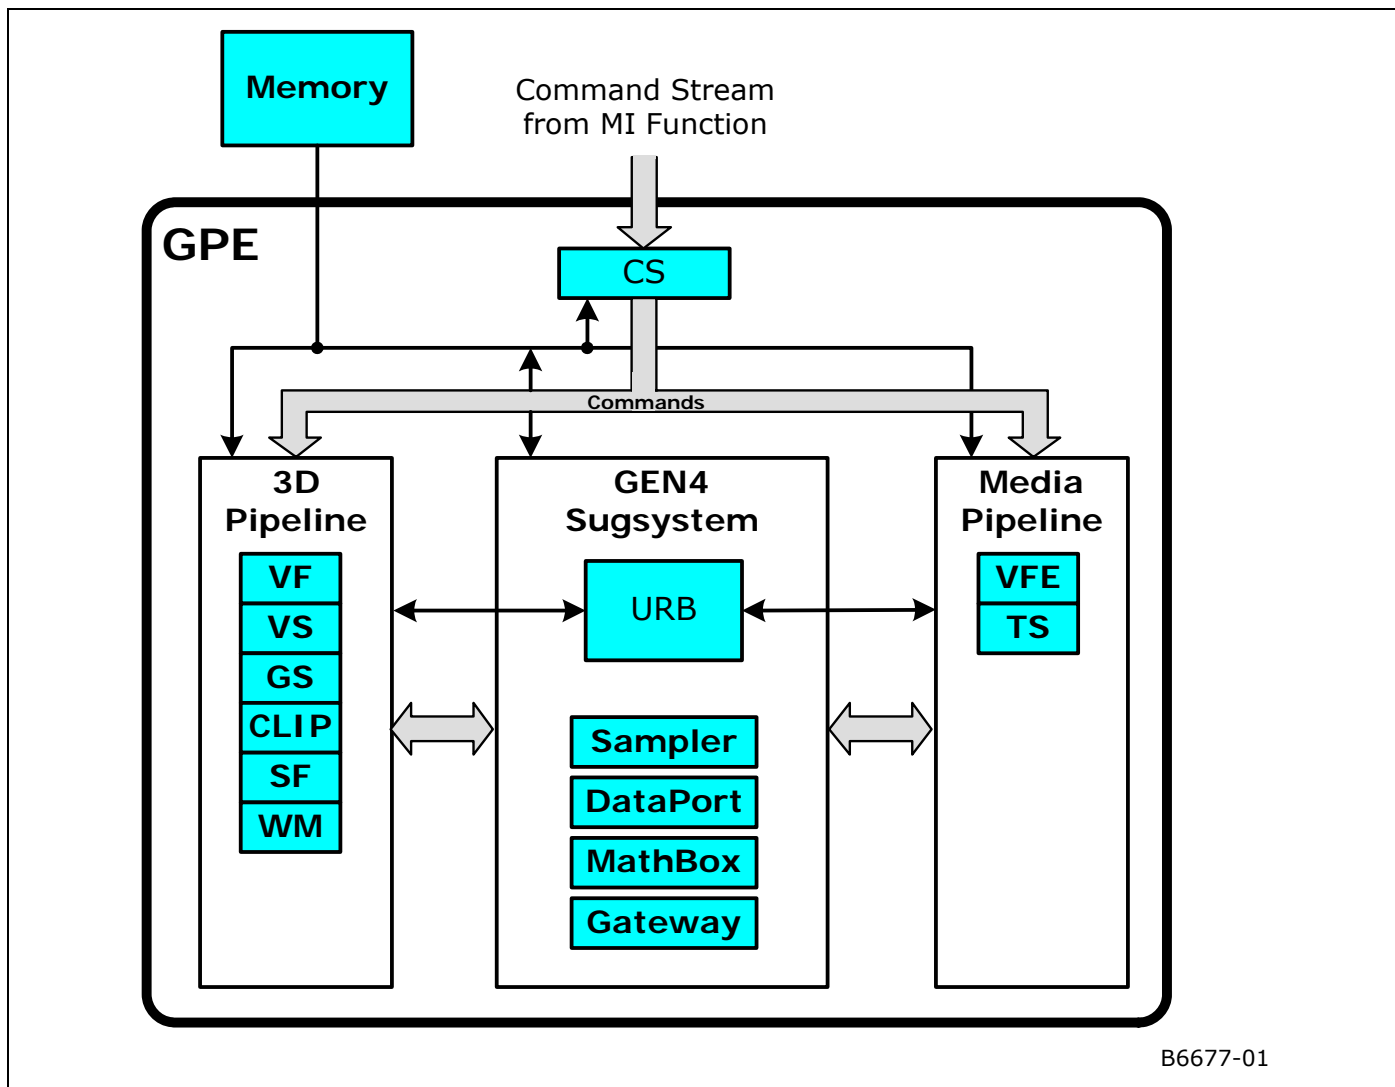 Memory
Command Stream
from MI Function
GPE
CS
Commands
3D
Pipeline
VF
VS
GS
CLIP
SF
WM
GEN4
Sugsystem
URB
Sampler
DataPort
MathBox
Gateway
Media
Pipeline
VFE
TS
B6677-01